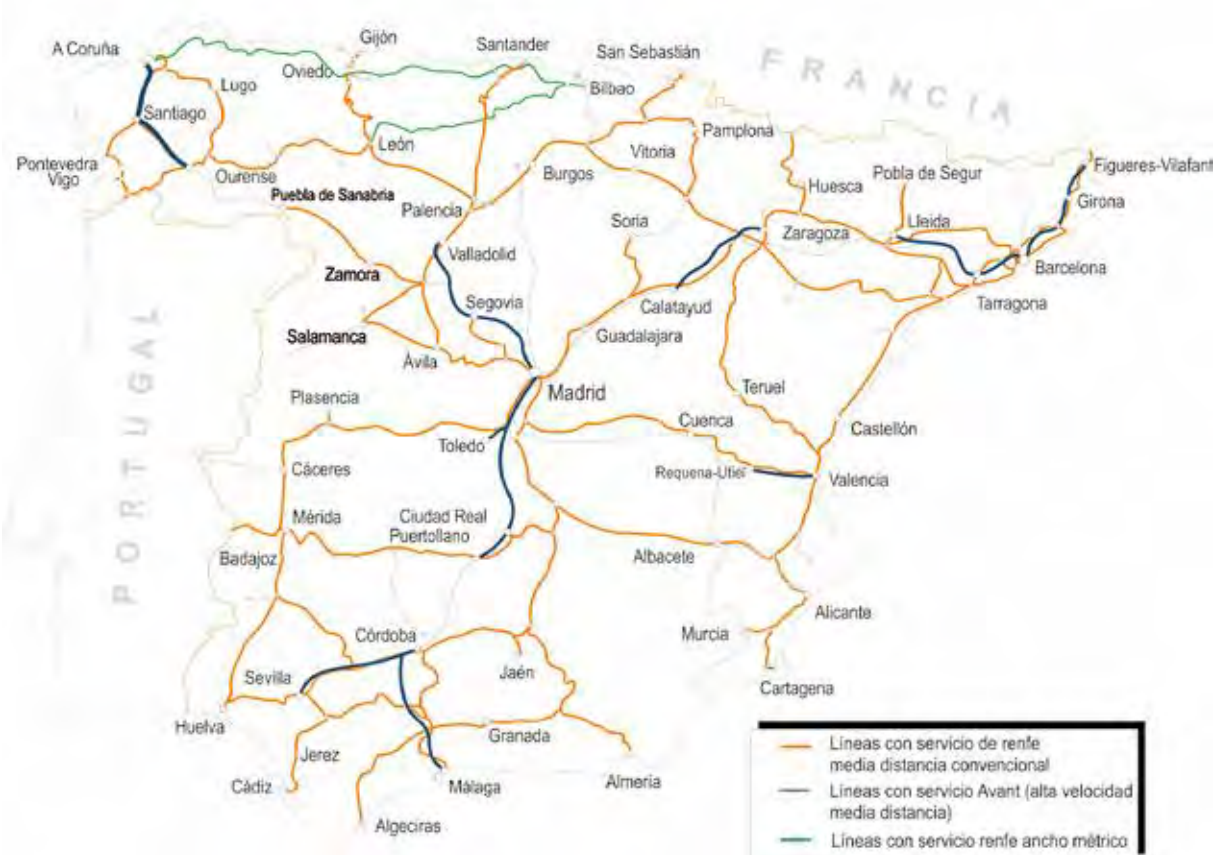 A Coruña
Gijón
Santander
San Sebastián
FRANCIA
Oviedo
Lugo
Bilbao
Santiago
León
Pamplona
Vitoria
Pontevedra
Vigo
Ourense
Burgos
Huesca
Pobla de Segur
Figueres-Vilafant
Puebla de Sanabria
Palencia
Soria
Lleida
Girona
Zaragoza
Valladolid
Barcelona
Zamora
Segovia
Calatayud
Tarragona
Salamanca
Guadalajara
Ávila
PORTUGAL
Madrid
Teruel
Plasencia
Cuenca
Castellón
Toledo
Cáceres
Requena-Utiel
Valencia
Mérida
Ciudad Real
Puertollano
Badajoz
Albacete
Alicante
Córdoba
Murcia
Sevilla
Jaén
Cartagena
Huelva
Granada
Jerez
Cádiz
Málaga
Almería
Algeciras
Líneas con servicio de renfe
media distancia convencional
Líneas con servicio Avant (alta velocidad
media distancia)
Líneas con servicio renfe ancho métrico